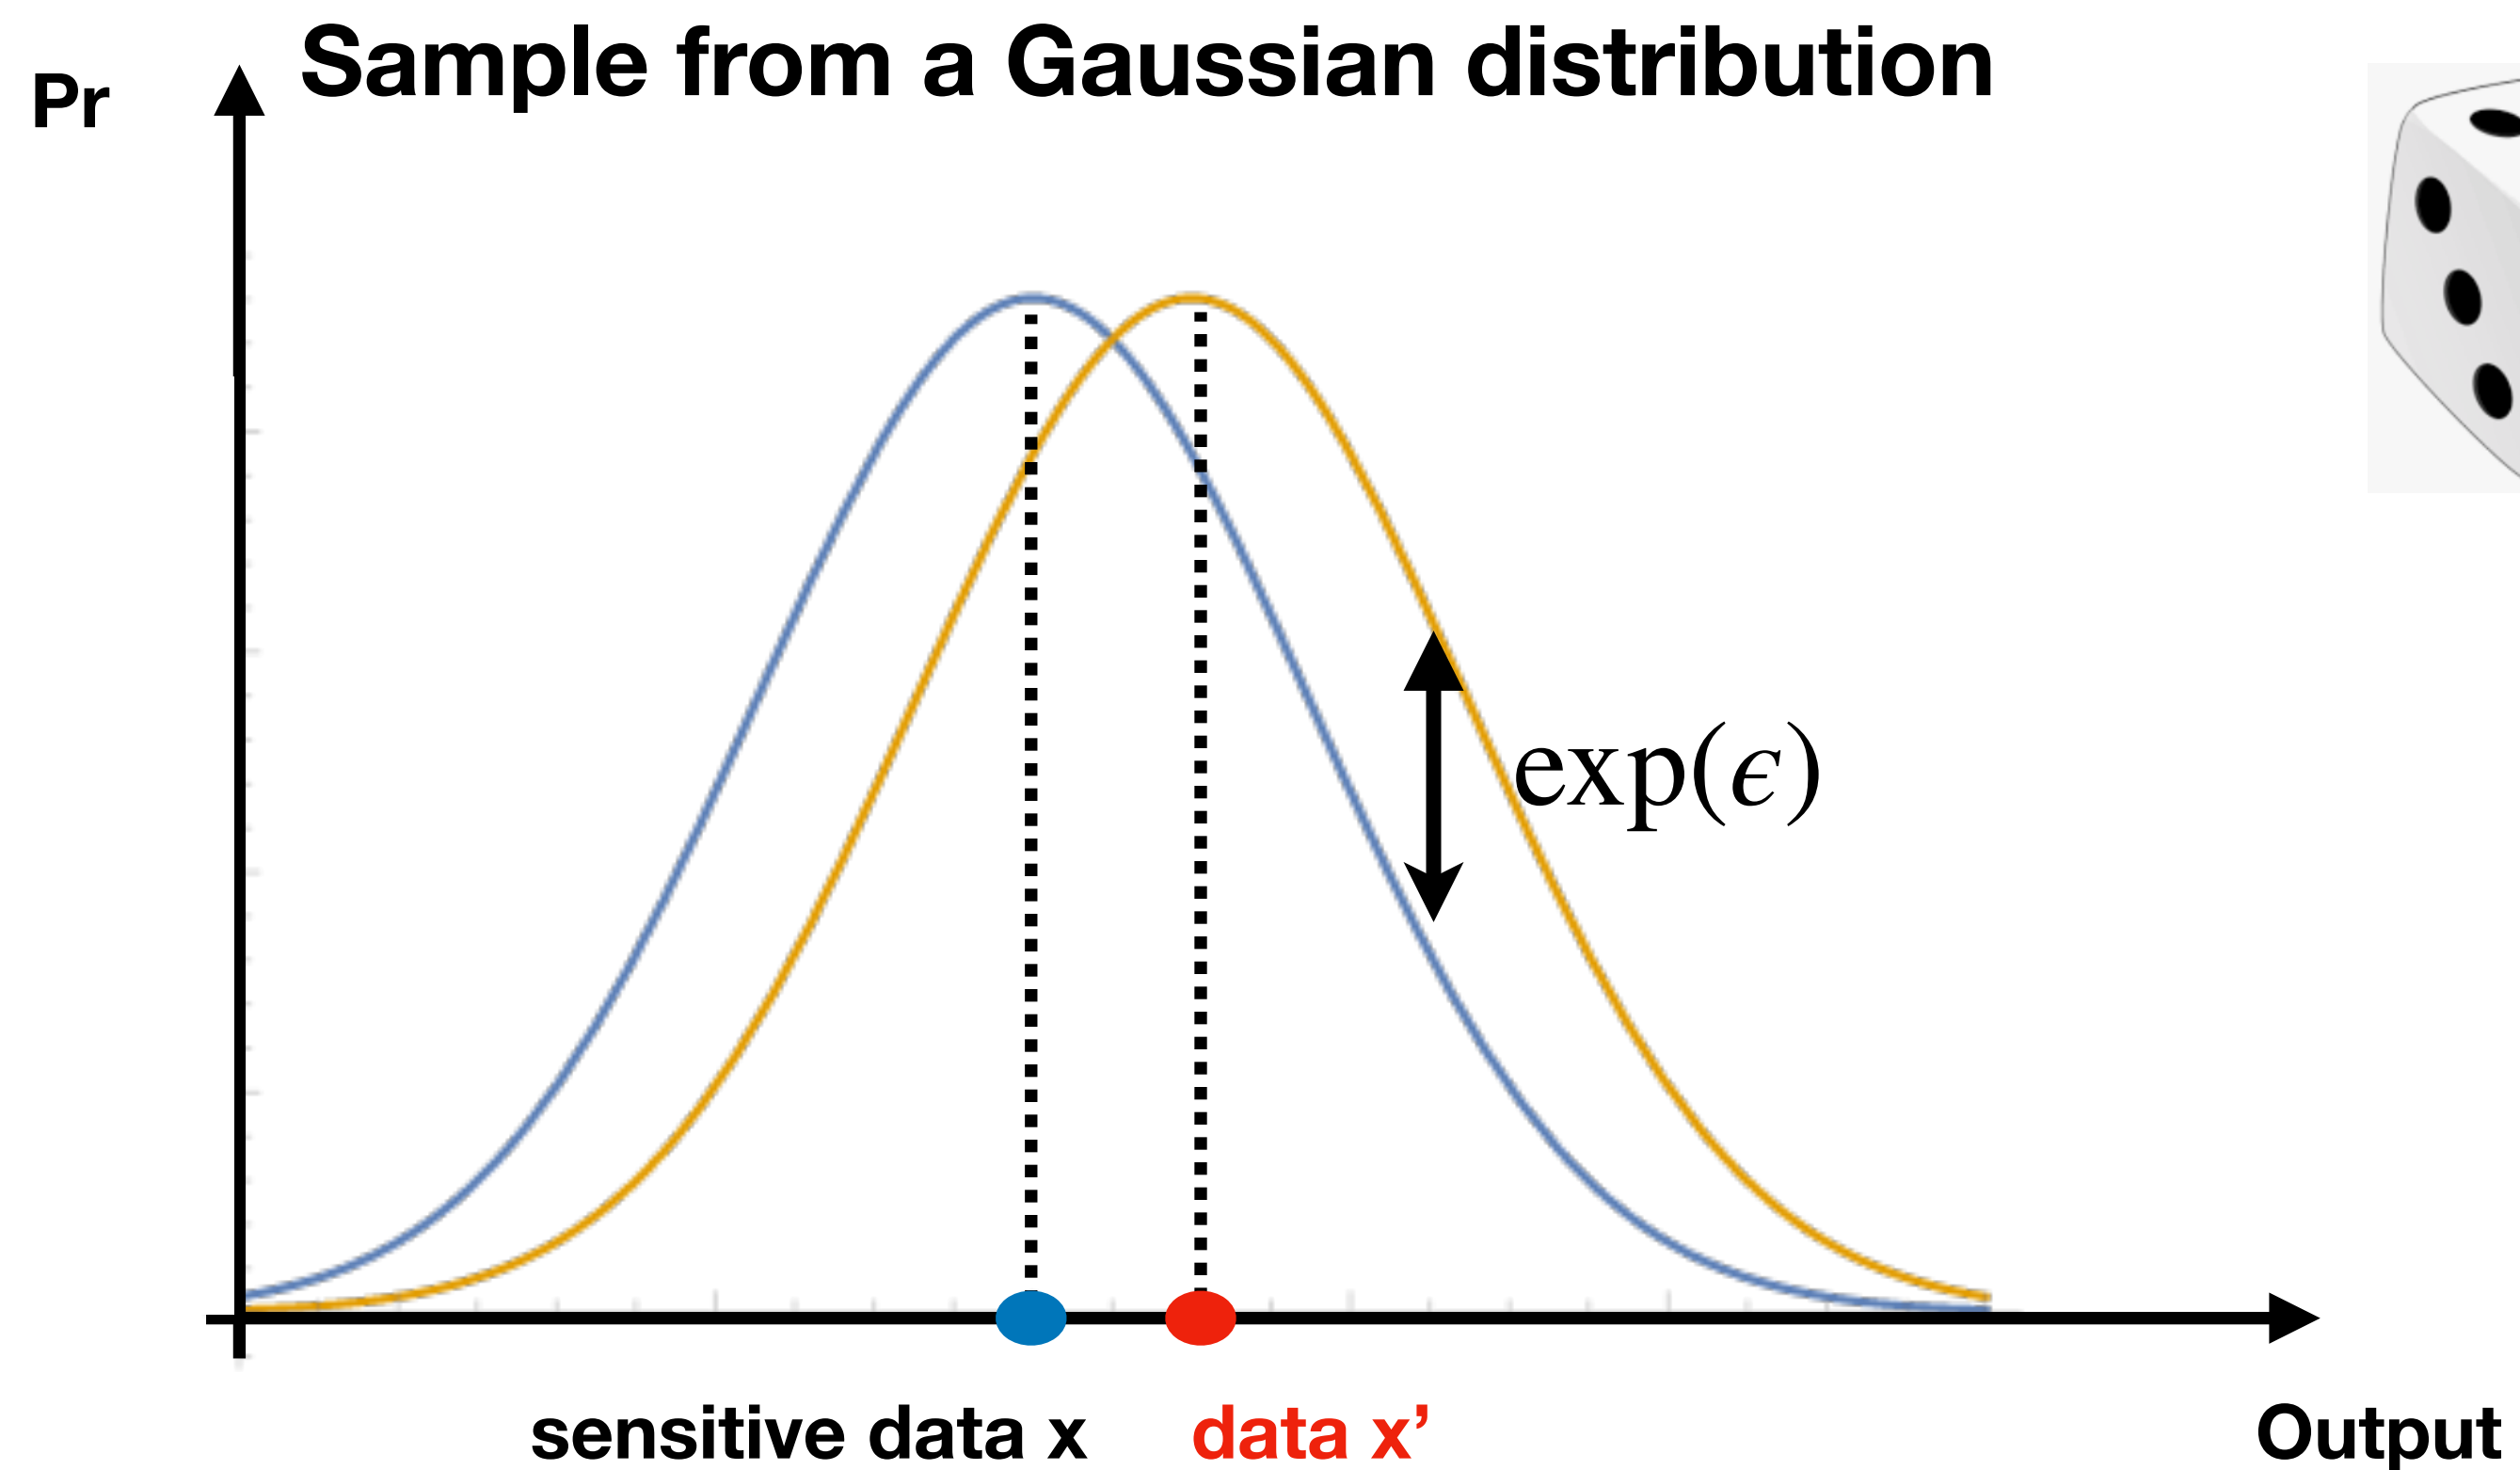 Sample from a Gaussian distribution
Pr
exp(ϵ)
sensitive data x
data x’
Output